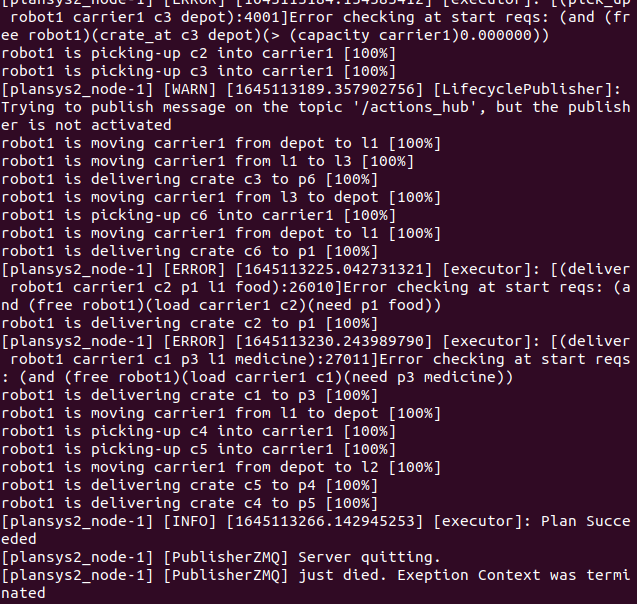 [plansys2_node-1] [ERROR] [1645113184.154585412] [executor]: [(pick_up
 robot1 carrier1 c3 depot):4001]Error checking at start reqs: (and (fr
ee robot1)(crate_at c3 depot)(> (capacity carrier1)0.000000))
robot1 is picking-up c2 into carrier1 [100%]
robot1 is picking-up c3 into carrier1 [100%]
[plansys2_node-1] [WARN] [1645113189.357902756] [LifecyclePublisher]:
Trying to publish message on the topic '/actions_hub', but the publish
er is not activated
robot1 is moving carrier1 from depot to l1 [100%]
robot1 is moving carrier1 from l1 to l3 [100%]
robot1 is delivering crate c3 to p6 [100%]
robot1 is moving carrier1 from l3 to depot [100%]
robot1 is picking-up c6 into carrier1 [100%]
robot1 is moving carrier1 from depot to l1 [100%]
robot1 is delivering crate c6 to p1 [100%]
[plansys2_node-1] [ERROR] [1645113225.042731321] [executor]: [(deliver
 robot1 carrier1 c2 p1 l1 food):26010]Error checking at start reqs: (a
nd (free robot1)(load carrier1 c2)(need p1 food))
robot1 is delivering crate c2 to p1 [100%]
[plansys2_node-1] [ERROR] [1645113230.243989790] [executor]: [(deliver
 robot1 carrier1 c1 p3 l1 medicine):27011]Error checking at start reqs
: (and (free robot1)(load carrier1 c1)(need p3 medicine))
robot1 is delivering crate c1 to p3 [100%]
robot1 is moving carrier1 from l1 to depot [100%]
robot1 is picking-up c4 into carrier1 [100%]
robot1 is picking-up c5 into carrier1 [100%]
robot1 is moving carrier1 from depot to l2 [100%]
robot1 is delivering crate c5 to p4 [100%]
robot1 is delivering crate c4 to p5 [100%]
[plansys2_node-1] [INFO] [1645113266.142945253] [executor]: Plan Succe
eded
[plansys2_node-1] [PublisherZMQ] Server quitting.
[plansys2_node-1] [PublisherZMQ] just died. Exeption Context was termi
nated